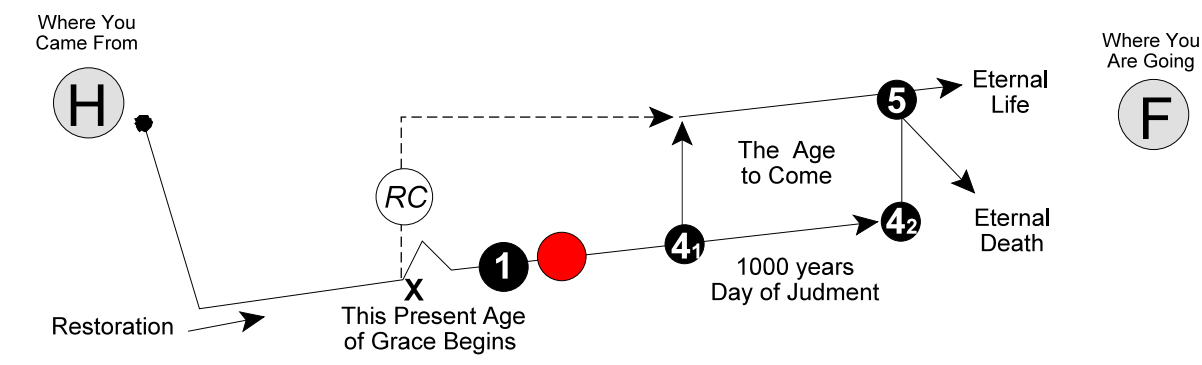 Where You
Came From
H
Where You
Are Going
F
RC
5
Eternal
Life
The Age
to Come
Eternal
Death
1
4₁
4₂
1000 years
Day of Judment
X
This Present Age
of Grace Begins
Restoration